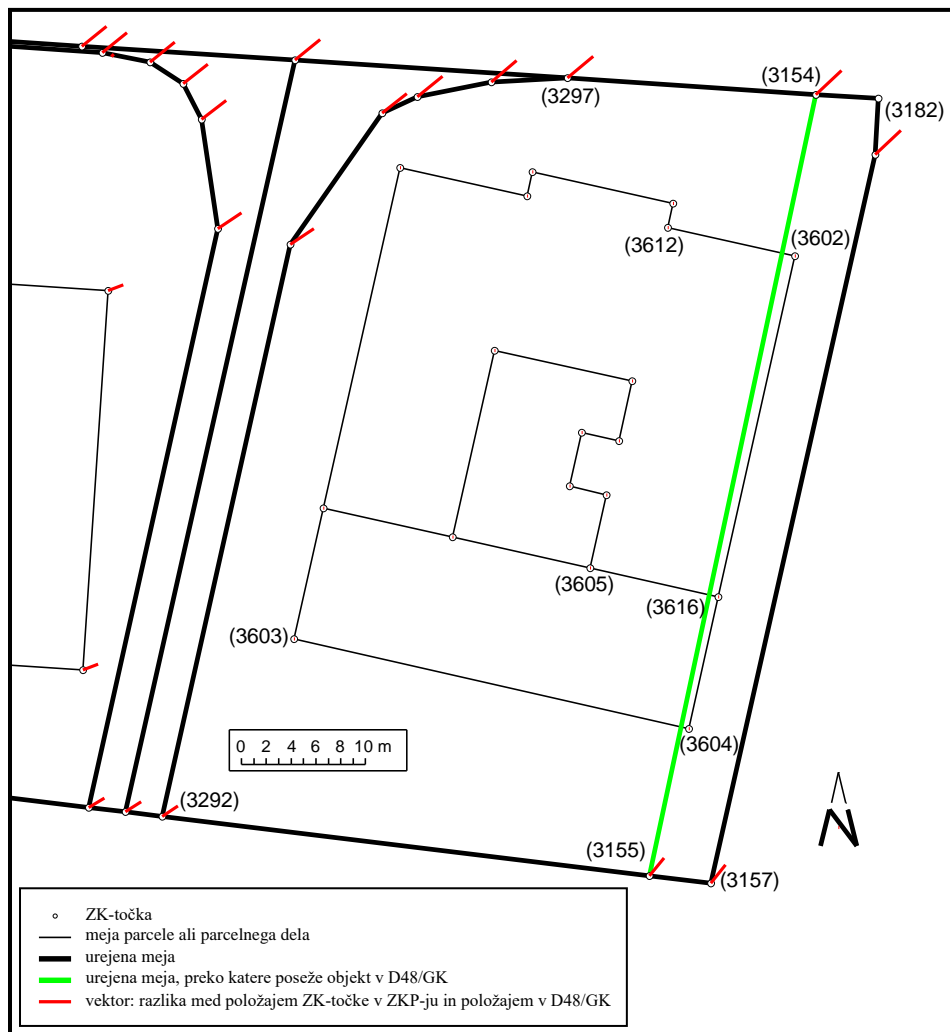 (3154)
(3297)
(3182)
(3612)
(3602)
(3605)
(3616)
(3603)
(3604)
0 2 4 6 8 10 m
(3292)
(3155)
(3157)
N
ZK-točka
meja parcele ali parcelnega dela
urejena meja
urejena meja, preko katere poseže objekt v D48/GK
vektor: razlika med položajem ZK-točke v ZKP-ju in položajem v D48/GK